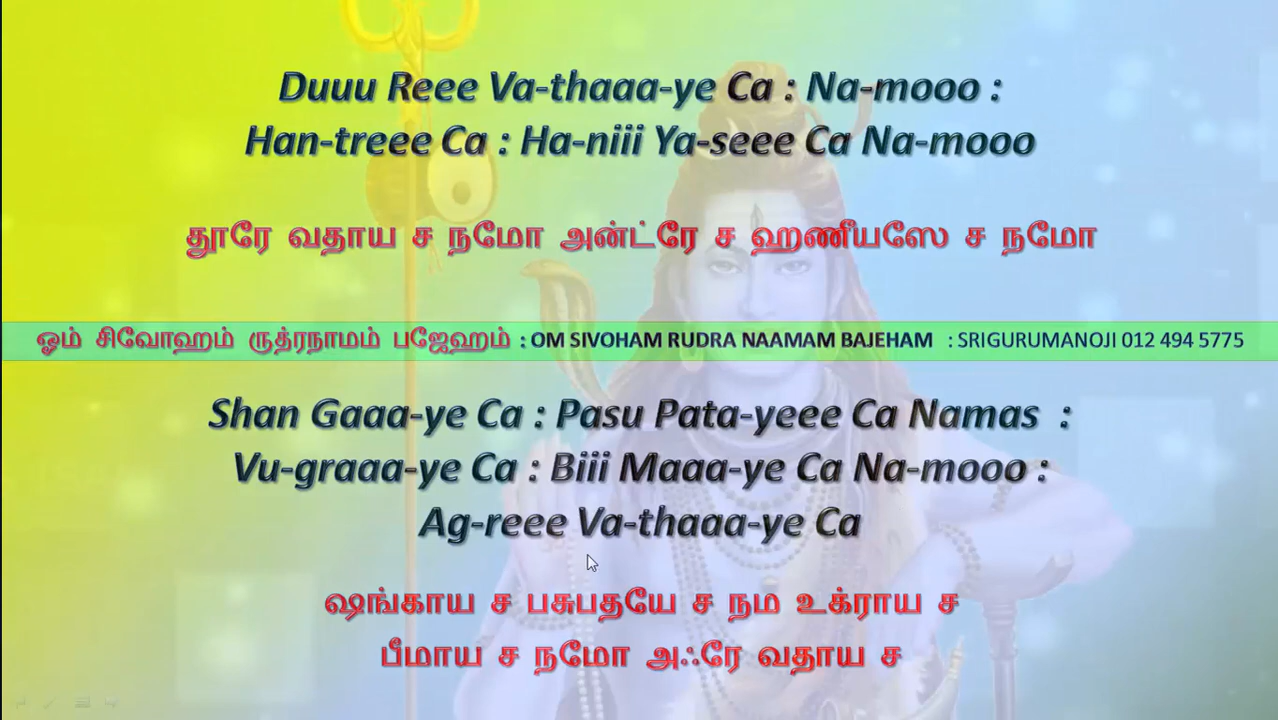 Duuu Reee Va-thaaa-ye Ca : Na-mooo :
Han-treee Ca : Ha-niii Ya-seee Ca Na-mooo
தூரே வதாய ச நமோ அன்ட்ரே ச ஹணீயஸே ச நமோ
ஓம் சிவோஹம் ருத்ரநாமம் பஜேஹம் : OM SIVOHAM RUDRA NAAMAM BAJEHAM : SRIGURUMANOJI 012 494 5775
Shan Gaaa-ye Ca : Pasu Pata-yeee Ca Namas :
Vu-graaa-ye Ca : Biii Maaa-ye Ca Na-mooo :
Ag-reee Va-thaaa-ye Ca
ஷங்காய ச பசுபதயே ச நம உக்ராய ச
பீமாய ச நமோ அஃரே வதாய ச